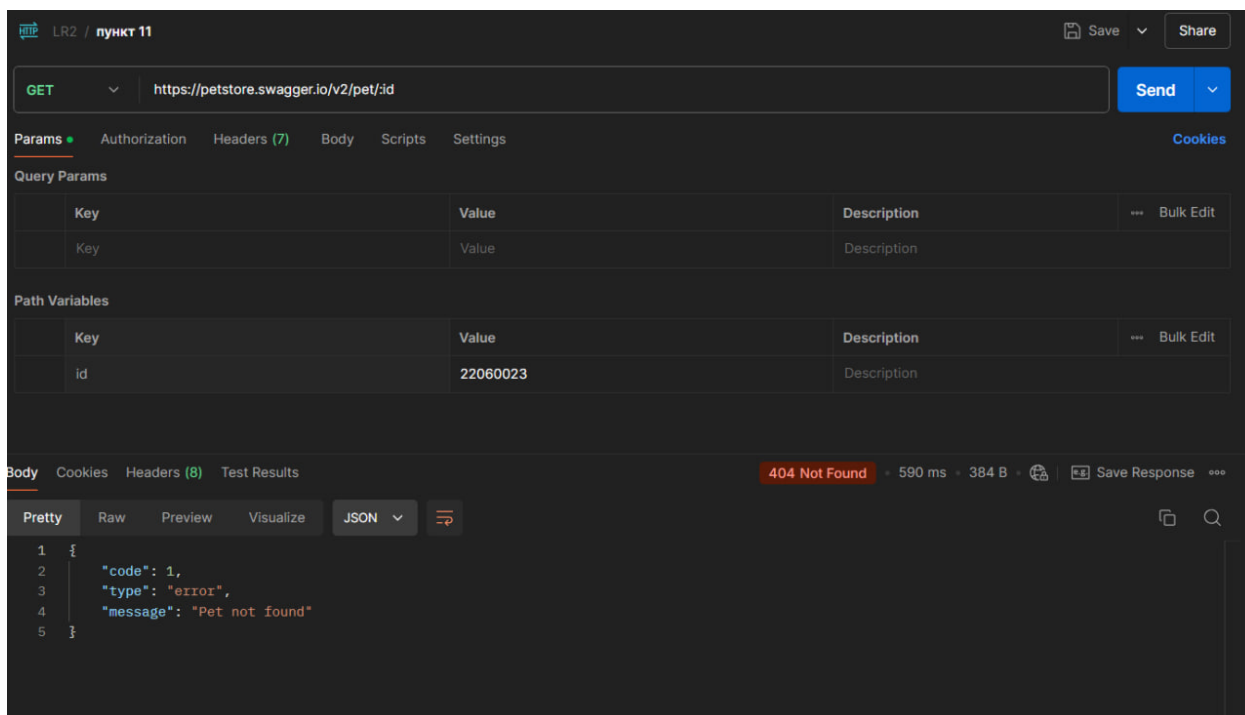 HTTP LR2 / пункт 11 Save Share
GET https://petstore.swagger.io/v2/pet/:id Send
Params Authorization Headers (7) Body Scripts Settings Cookies
Query Params
Key Value Description Bulk Edit
Key Value Description
Path Variables
Key Value Description Bulk Edit
id 22060023 Description
Body Cookies Headers (8) Test Results 404 Not Found 590 ms 384 B e.g. Save Response
Pretty Raw Preview Visualize JSON
1 {
2 "code": 1,
3 "type": "error",
4 "message": "Pet not found"
5 }